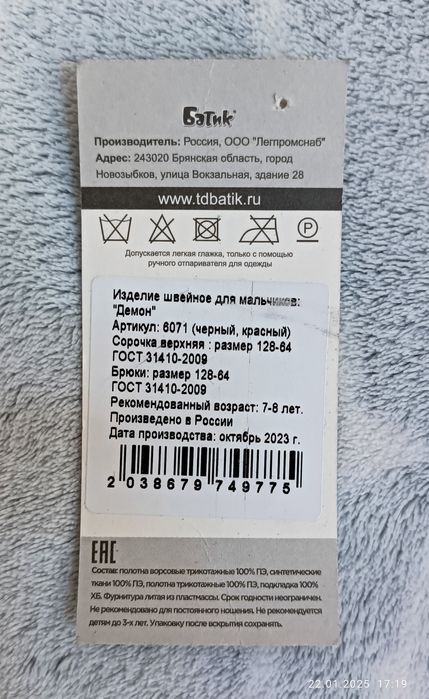 Батик
Производитель: Россия, ООО "Легпромснаб"
Адрес: 243020 Брянская область, город
Новозыбков, улица Вокзальная, здание 28
www.tdbatik.ru
P
Допускается легкая глажка, только с помощью
ручного отпаривателя для одежды
Изделие швейное для мальчиков:
"Демон"
Артикул: 6071 (черный, красный)
Сорочка верхняя : размер 128-64
ГОСТ 31410-2009
Брюки: размер 128-64
ГОСТ 31410-2009
Рекомендованный возраст: 7-8 лет.
Произведено в России
Дата производства: октябрь 2023 г.
2 038679 749775
EAC
Состав: полотна ворсовые трикотажные 100% ПЭ, синтетические
ткани 100% ПЭ, полотна трикотажные 100% ПЭ, подкладка 100%
ХБ. Фурнитура литая из пластмассы. Срок годности неограничен.
Не рекомендовано для постоянного ношения. Не рекомендуется
детям до 3-х лет. Упаковку после вскрытия сохранять.
22.01.2025 17:19